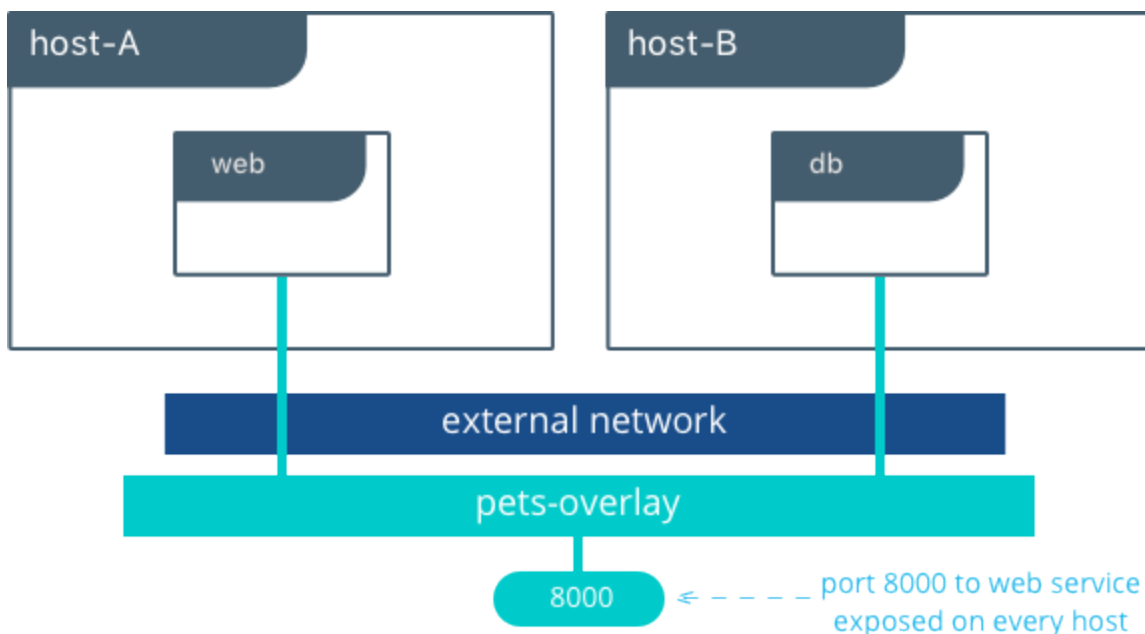 host-A
host-B
web
db
external network
pets-overlay
8000
port 8000 to web service
exposed on every host